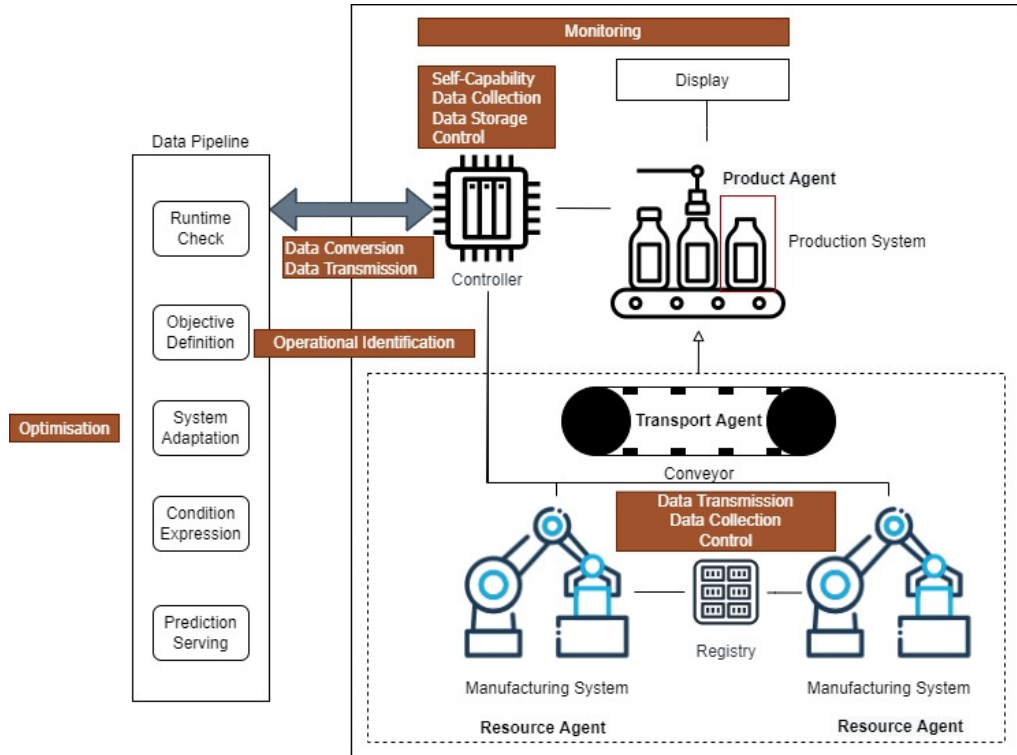 Monitoring
Display
Self-Capability
Data Collection
Data Storage
Control
Data Pipeline
Product Agent
Production System
Runtime
Check
Data Conversion
Data Transmission
Controller
Objective
Definition
Operational Identification
Optimisation
System
Adaptation
Transport Agent
Conveyor
Condition
Expression
Data Transmission
Data Collection
Control
Prediction
Serving
Registry
Manufacturing System
Manufacturing System
Resource Agent
Resource Agent